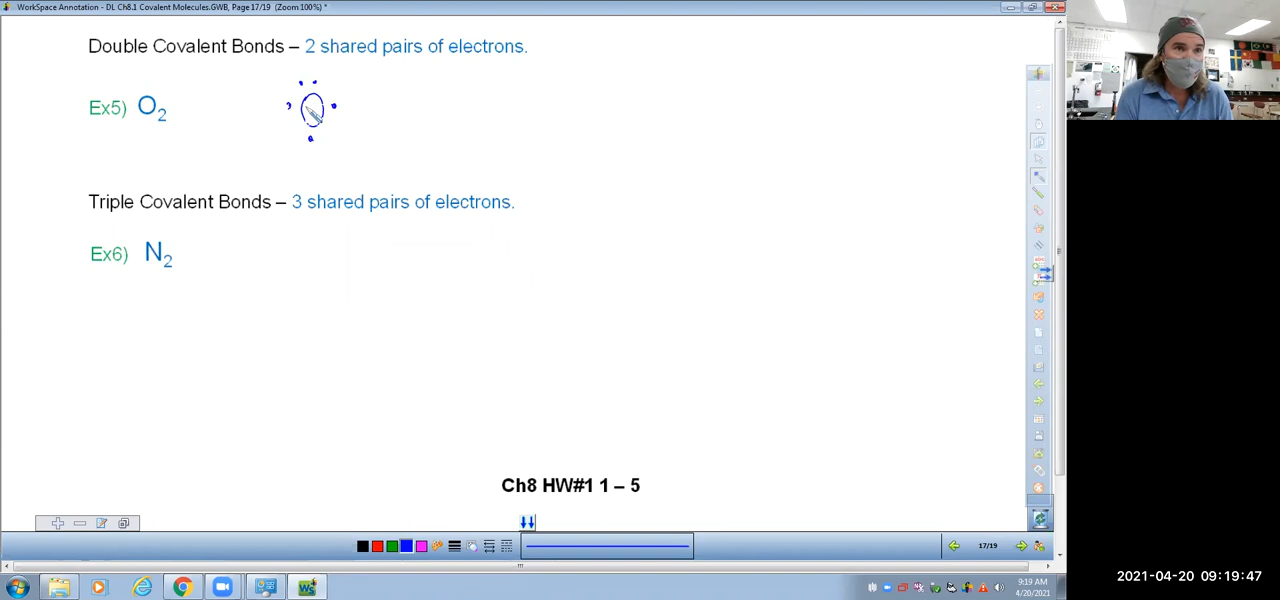 WorkSpace Annotation - DL Ch8.1 Covalent Molecules.GWB, Page 17/19 (Zoom 100%) *
Double Covalent Bonds – 2 shared pairs of electrons.
Ex5) O2
O
Triple Covalent Bonds – 3 shared pairs of electrons.
Ex6) N2
Ch8 HW#1 1 – 5
17/19
9:19 AM
4/20/2021
2021-04-20 09:19:47